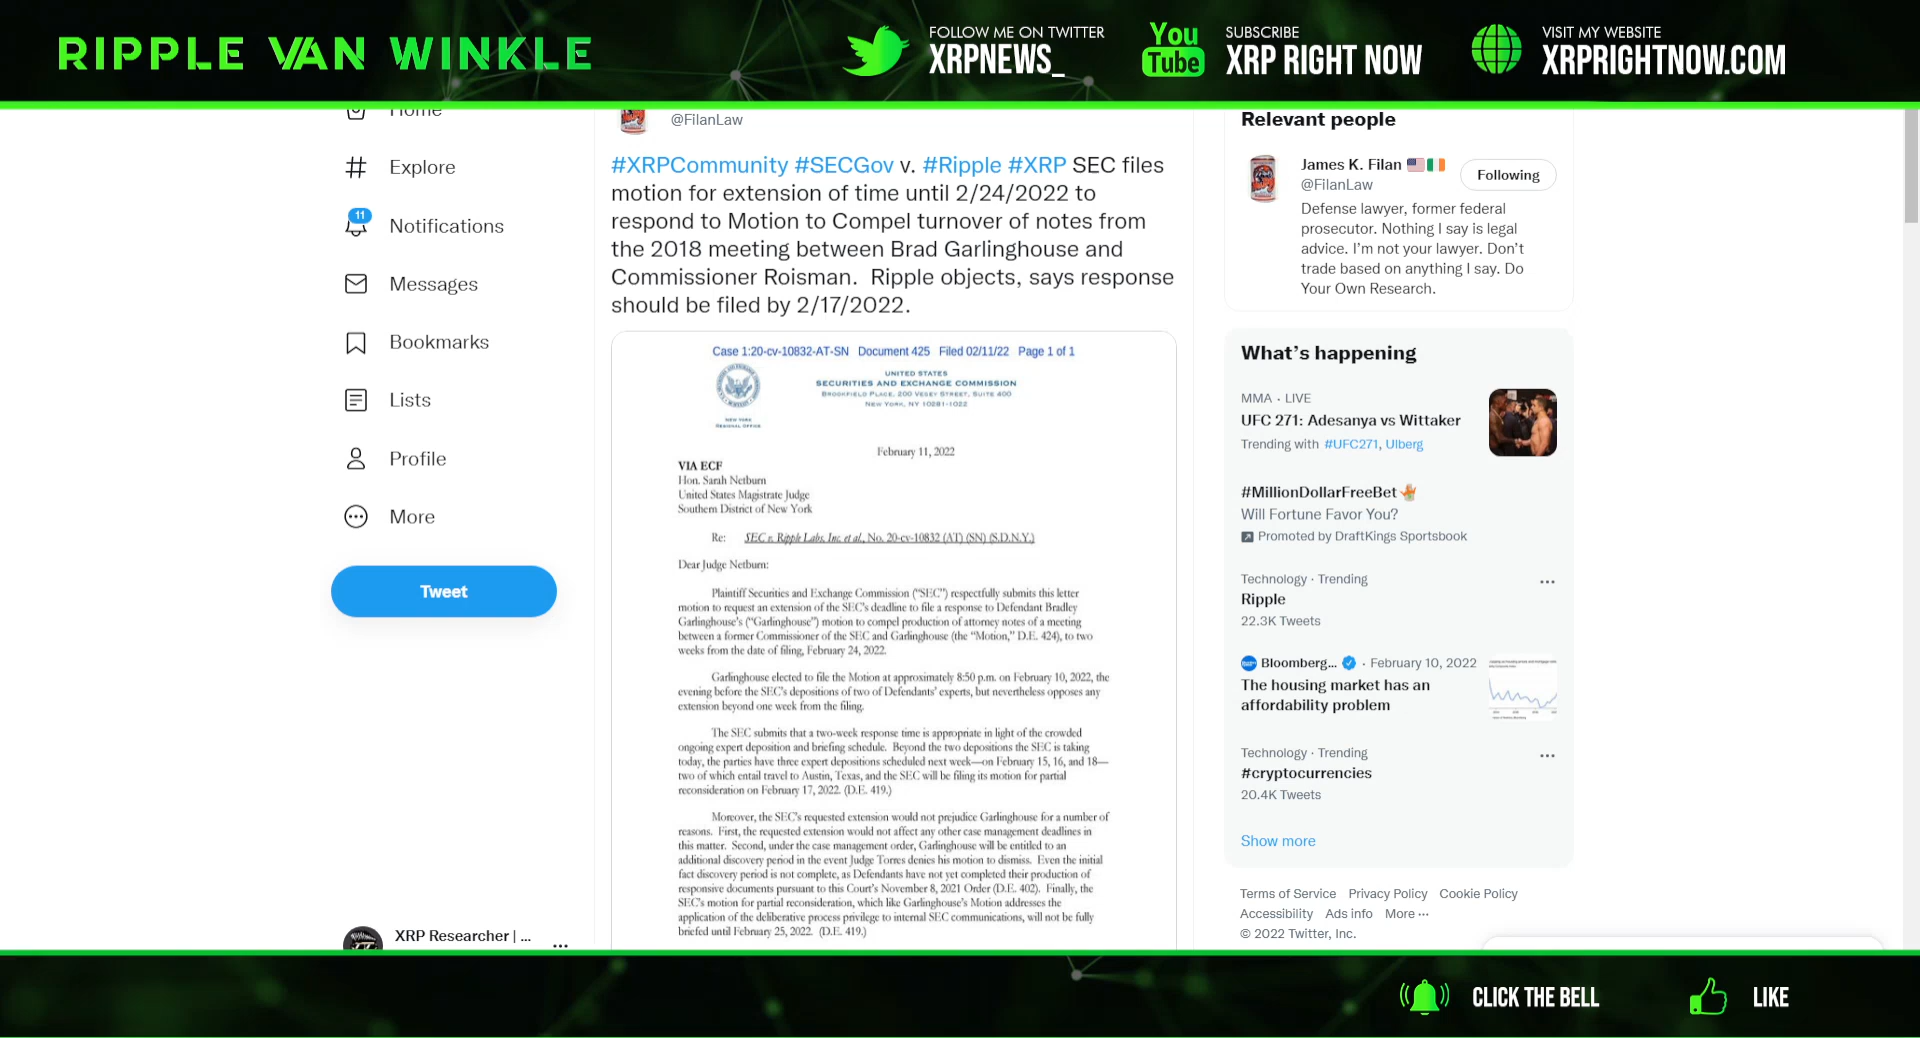 RIPPLE VAN WINKLE
FOLLOW ME ON TWITTER
XRPNEWS_
You
Tube
SUBSCRIBE
XRP RIGHT NOW
VISIT MY WEBSITE
XRPRIGHTNOW.COM
Home
Explore
11
Notifications
Messages
Bookmarks
Lists
Profile
More
Tweet
XRP Researcher | ...
@FilanLaw
#XRPCommunity #SECGov v. #Ripple #XRP SEC files
motion for extension of time until 2/24/2022 to
respond to Motion to Compel turnover of notes from
the 2018 meeting between Brad Garlinghouse and
Commissioner Roisman.  Ripple objects, says response
should be filed by 2/17/2022.
Case 1:20-cv-10832-AT-SN   Document 425   Filed 02/11/22   Page 1 of 1
UNITED STATES
SECURITIES AND EXCHANGE COMMISSION
BROOKFIELD PLACE, 200 VESEY STREET, SUITE 400
NEW YORK, NY 10281-1022
NEW YORK
REGIONAL OFFICE
February 11, 2022
VIA ECF
Hon. Sarah Netburn
United States Magistrate Judge
Southern District of New York
Re: SEC v. Ripple Labs, Inc. et al., No. 20-cv-10832 (AT) (SN) (S.D.N.Y.)
Dear Judge Netburn:
Plaintiff Securities and Exchange Commission (“SEC”) respectfully submits this letter
motion to request an extension of the SEC’s deadline to file a response to Defendant Bradley
Garlinghouse’s (“Garlinghouse”) motion to compel production of attorney notes of a meeting
between a former Commissioner of the SEC and Garlinghouse (the “Motion,” D.E. 424), to two
weeks from the date of filing, February 24, 2022.
Garlinghouse elected to file the Motion at approximately 8:50 p.m. on February 10, 2022, the
evening before the SEC’s depositions of two of Defendants’ experts, but nevertheless opposes any
extension beyond one week from the filing.
The SEC submits that a two-week response time is appropriate in light of the crowded
ongoing expert deposition and briefing schedule.  Beyond the two depositions the SEC is taking
today, the parties have three expert depositions scheduled next week—on February 15, 16, and 18—
two of which entail travel to Austin, Texas, and the SEC will be filing its motion for partial
reconsideration on February 17, 2022. (D.E. 419.)
Moreover, the SEC’s requested extension would not prejudice Garlinghouse for a number of
reasons.  First, the requested extension would not affect any other case management deadlines in
this matter.  Second, under the case management order, Garlinghouse will be entitled to an
additional discovery period in the event Judge Torres denies his motion to dismiss.  Even the initial
fact discovery period is not complete, as Defendants have not yet completed their production of
responsive documents pursuant to this Court’s November 8, 2021 Order (D.E. 402).  Finally, the
SEC’s motion for partial reconsideration, which like Garlinghouse’s Motion addresses the
application of the deliberative process privilege to internal SEC communications, will not be fully
briefed until February 25, 2022.  (D.E. 419.)
Relevant people
James K. Filan
@FilanLaw
Following
Defense lawyer, former federal
prosecutor. Nothing I say is legal
advice. I’m not your lawyer. Don’t
trade based on anything I say. Do
Your Own Research.
What’s happening
MMA · LIVE
UFC 271: Adesanya vs Wittaker
Trending with #UFC271, Ulberg
#MillionDollarFreeBet
Will Fortune Favor You?
Promoted by DraftKings Sportsbook
Technology · Trending
Ripple
22.3K Tweets
Bloomberg... · February 10, 2022
The housing market has an
affordability problem
Technology · Trending
#cryptocurrencies
20.4K Tweets
Show more
Terms of Service  Privacy Policy  Cookie Policy
Accessibility  Ads info  More ···
© 2022 Twitter, Inc.
CLICK THE BELL
LIKE